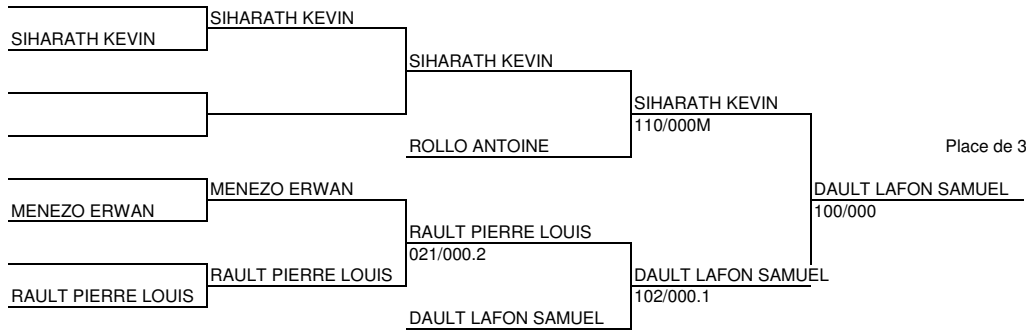 SIHARATH KEVIN
SIHARATH KEVIN
SIHARATH KEVIN
SIHARATH KEVIN
110/000M
ROLLO ANTOINE
Place de 3
MENEZO ERWAN
DAULT LAFON SAMUEL
MENEZO ERWAN
100/000
RAULT PIERRE LOUIS
021/000.2
RAULT PIERRE LOUIS
DAULT LAFON SAMUEL
RAULT PIERRE LOUIS
102/000.1
DAULT LAFON SAMUEL